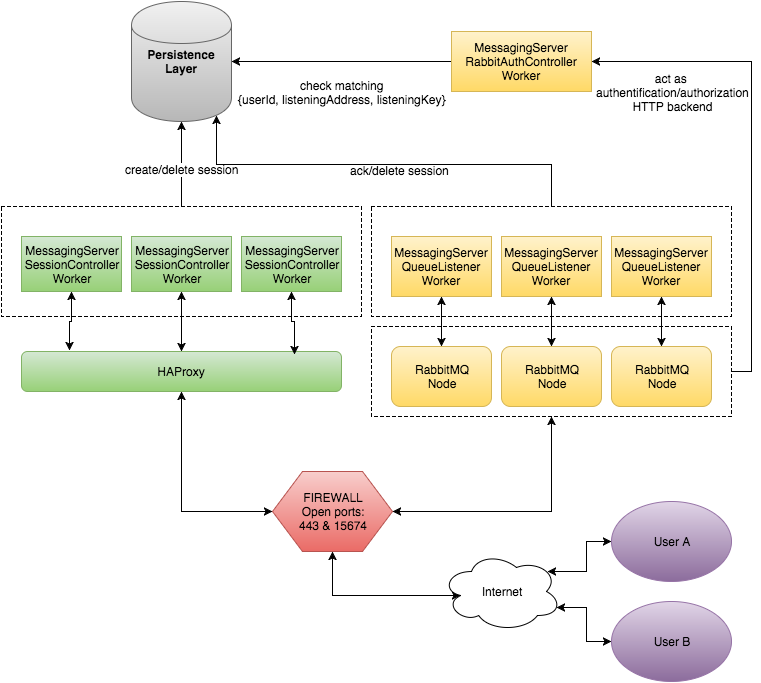 Persistence
Layer
MessagingServer
RabbitAuthController
Worker
check matching
{userId, listeningAddress, listeningKey}
act as
authentification/authorization
HTTP backend
create/delete session
ack/delete session
MessagingServer
SessionController
Worker
MessagingServer
SessionController
Worker
MessagingServer
SessionController
Worker
MessagingServer
QueueListener
Worker
MessagingServer
QueueListener
Worker
MessagingServer
QueueListener
Worker
HAProxy
RabbitMQ
Node
RabbitMQ
Node
RabbitMQ
Node
FIREWALL
Open ports:
443 & 15674
User A
Internet
User B